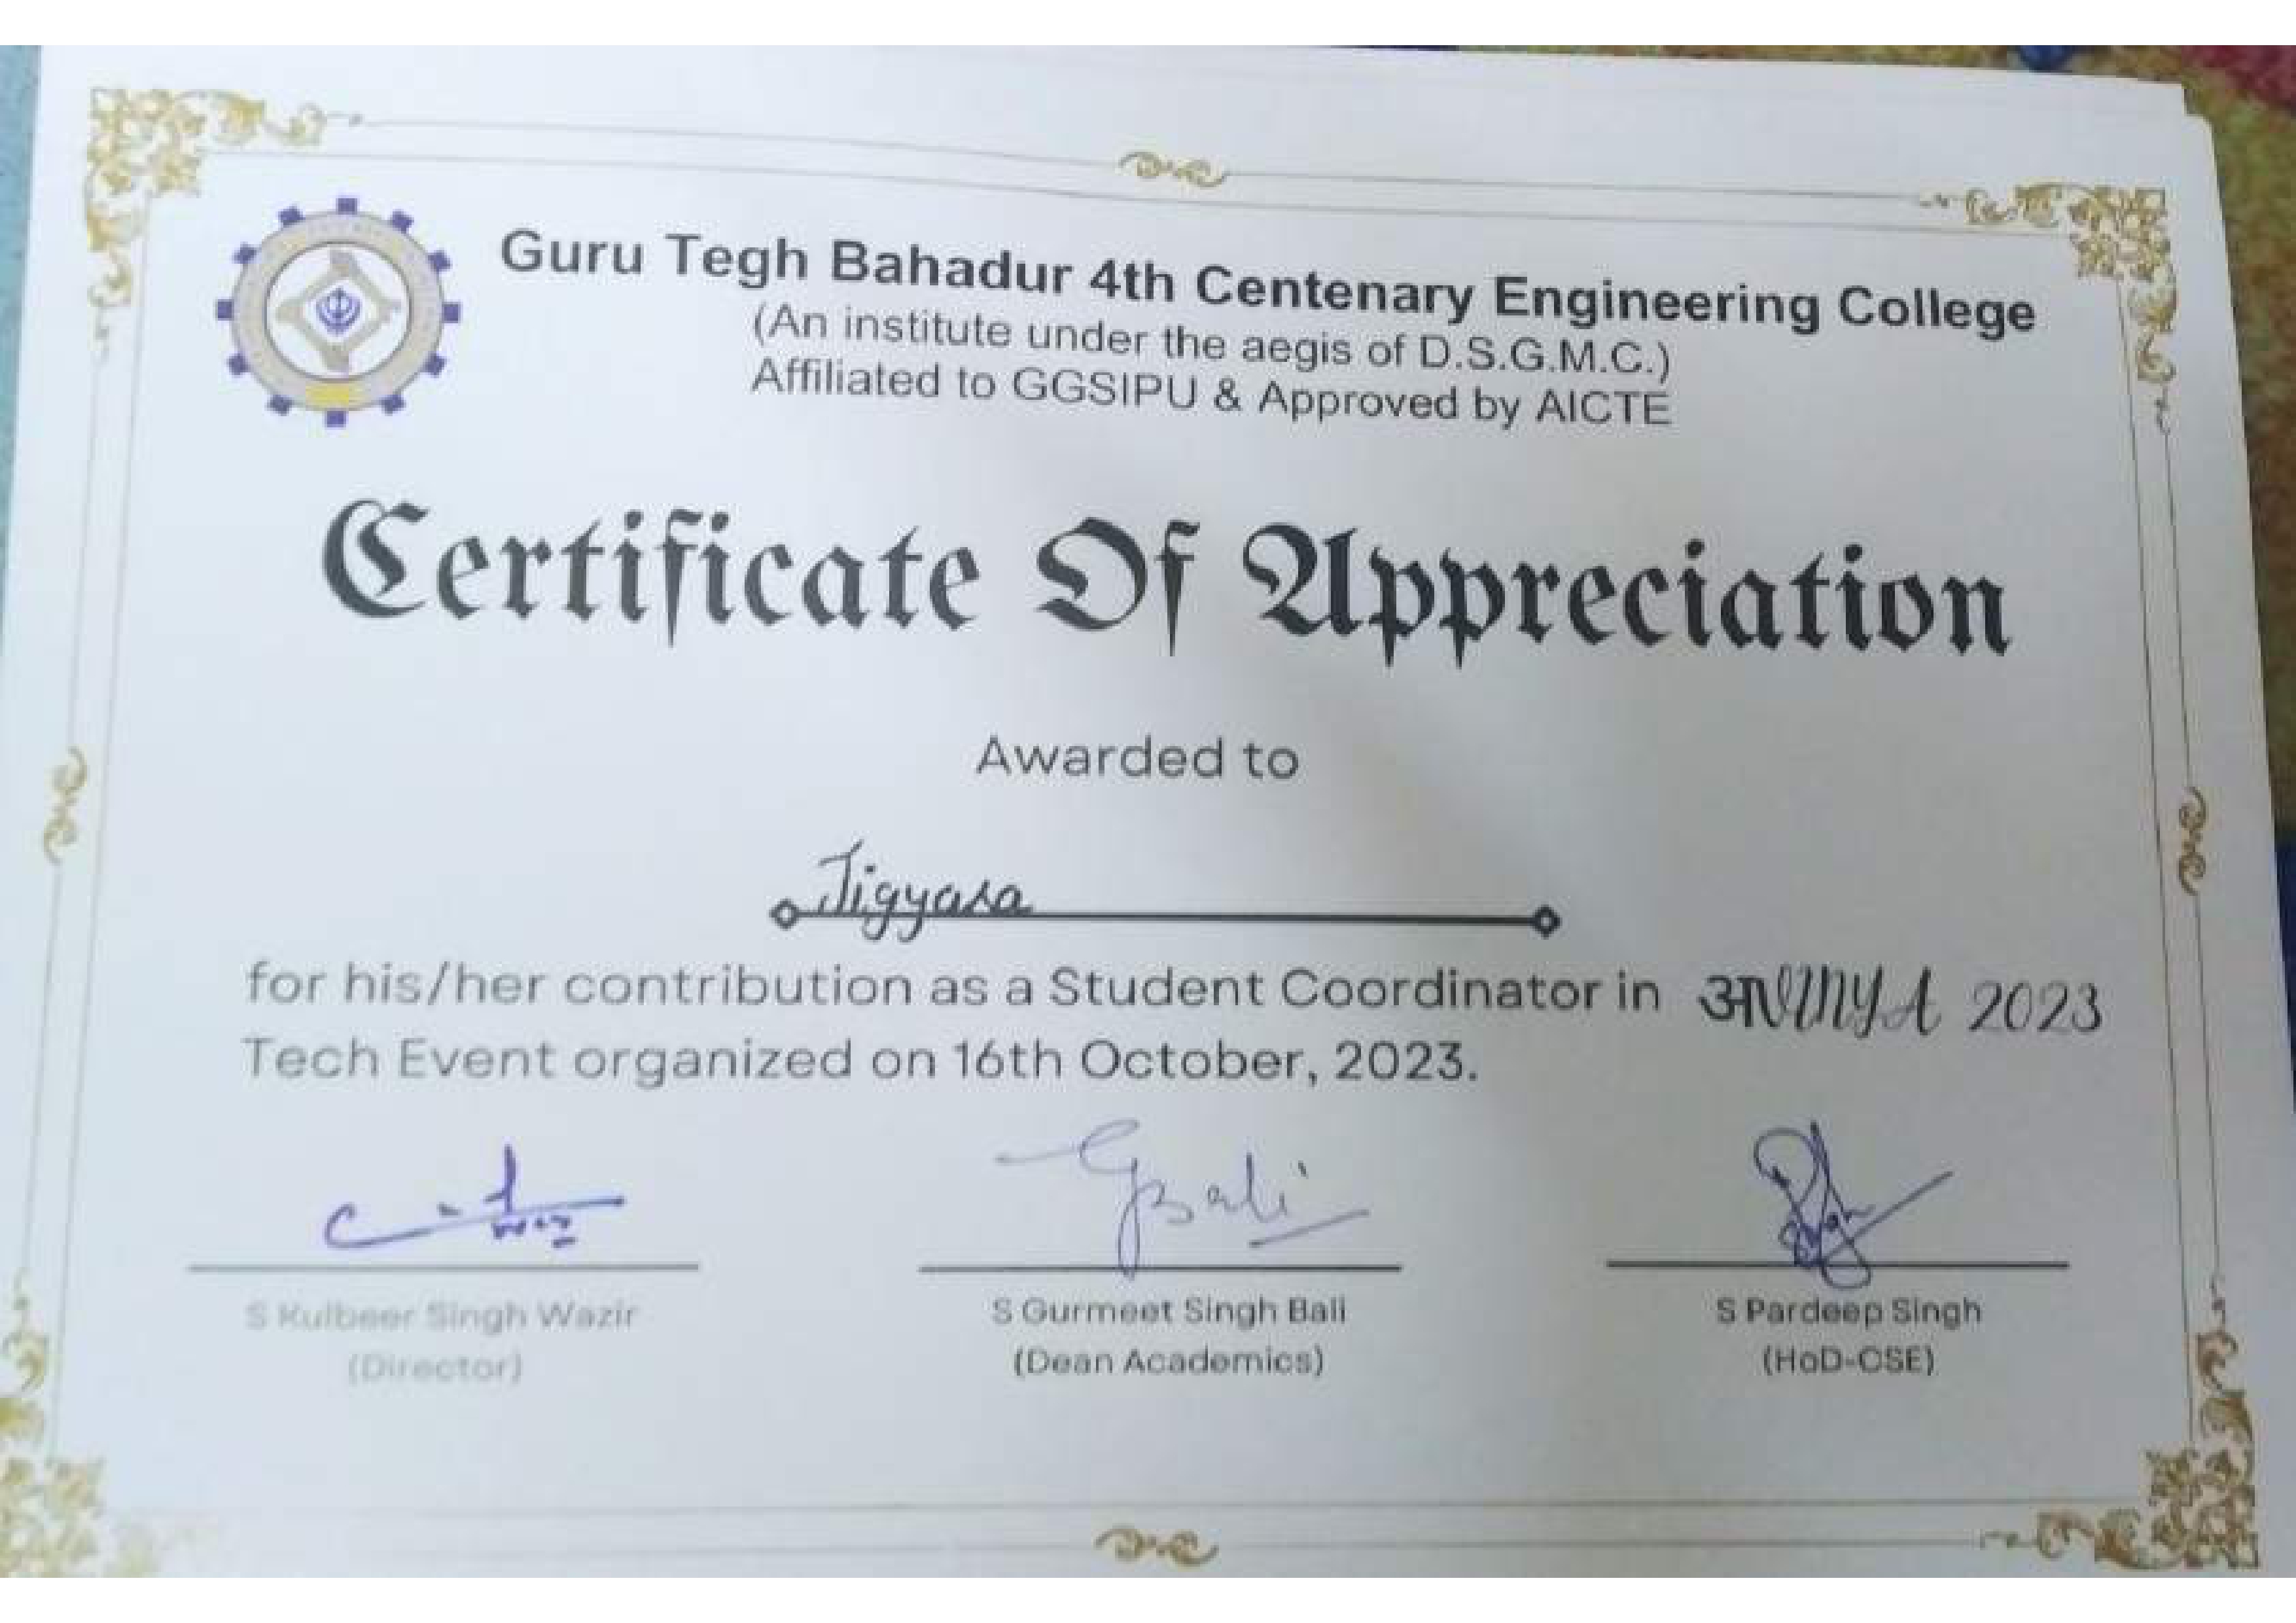 Guru Tegh Bahadur 4th Centenary Engineering College
(An institute under the aegis of D.S.G.M.C.)
Affiliated to GGSIPU & Approved by AICTE
Certificate Of Appreciation
Awarded to
Jigyasa
for his/her contribution as a Student Coordinator in अVINYA 2023
Tech Event organized on 16th October, 2023.
GBali
S Kulbeer Singh Wazir
S Gurmeet Singh Bali
S Pardeep Singh
(Director)
(Dean Academics)
(HoD-CSE)